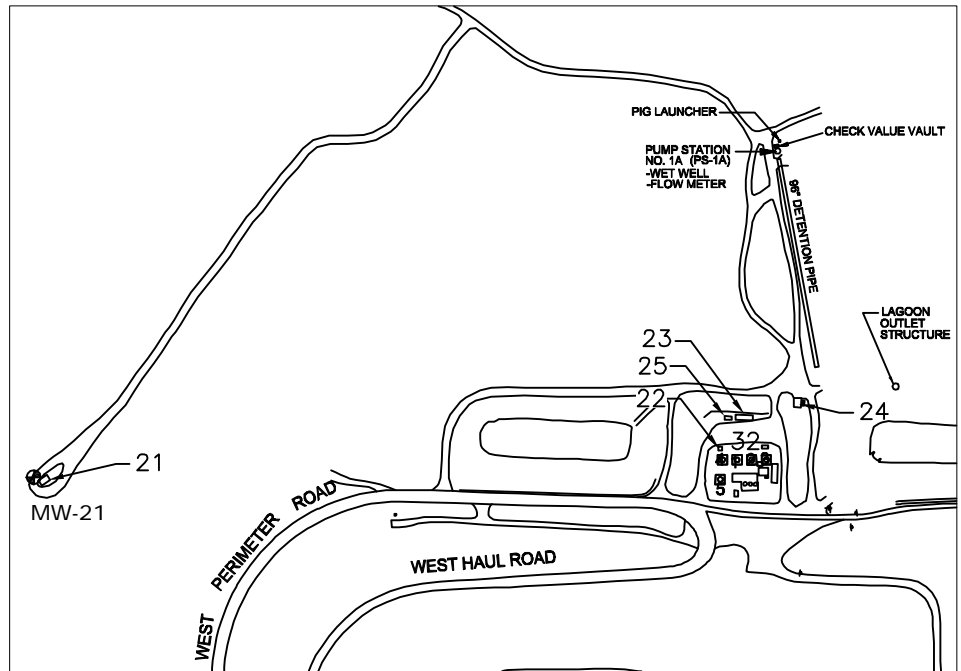 PIG LAUNCHER
CHECK VALUE VAULT
PUMP STATION
NO. 1A (PS-1A)
-WET WELL
-FLOW METER
96" DETENTION PIPE
LAGOON
OUTLET
STRUCTURE
23
25
22
24
32
21
MW-21
WEST PERIMETER ROAD
WEST HAUL ROAD